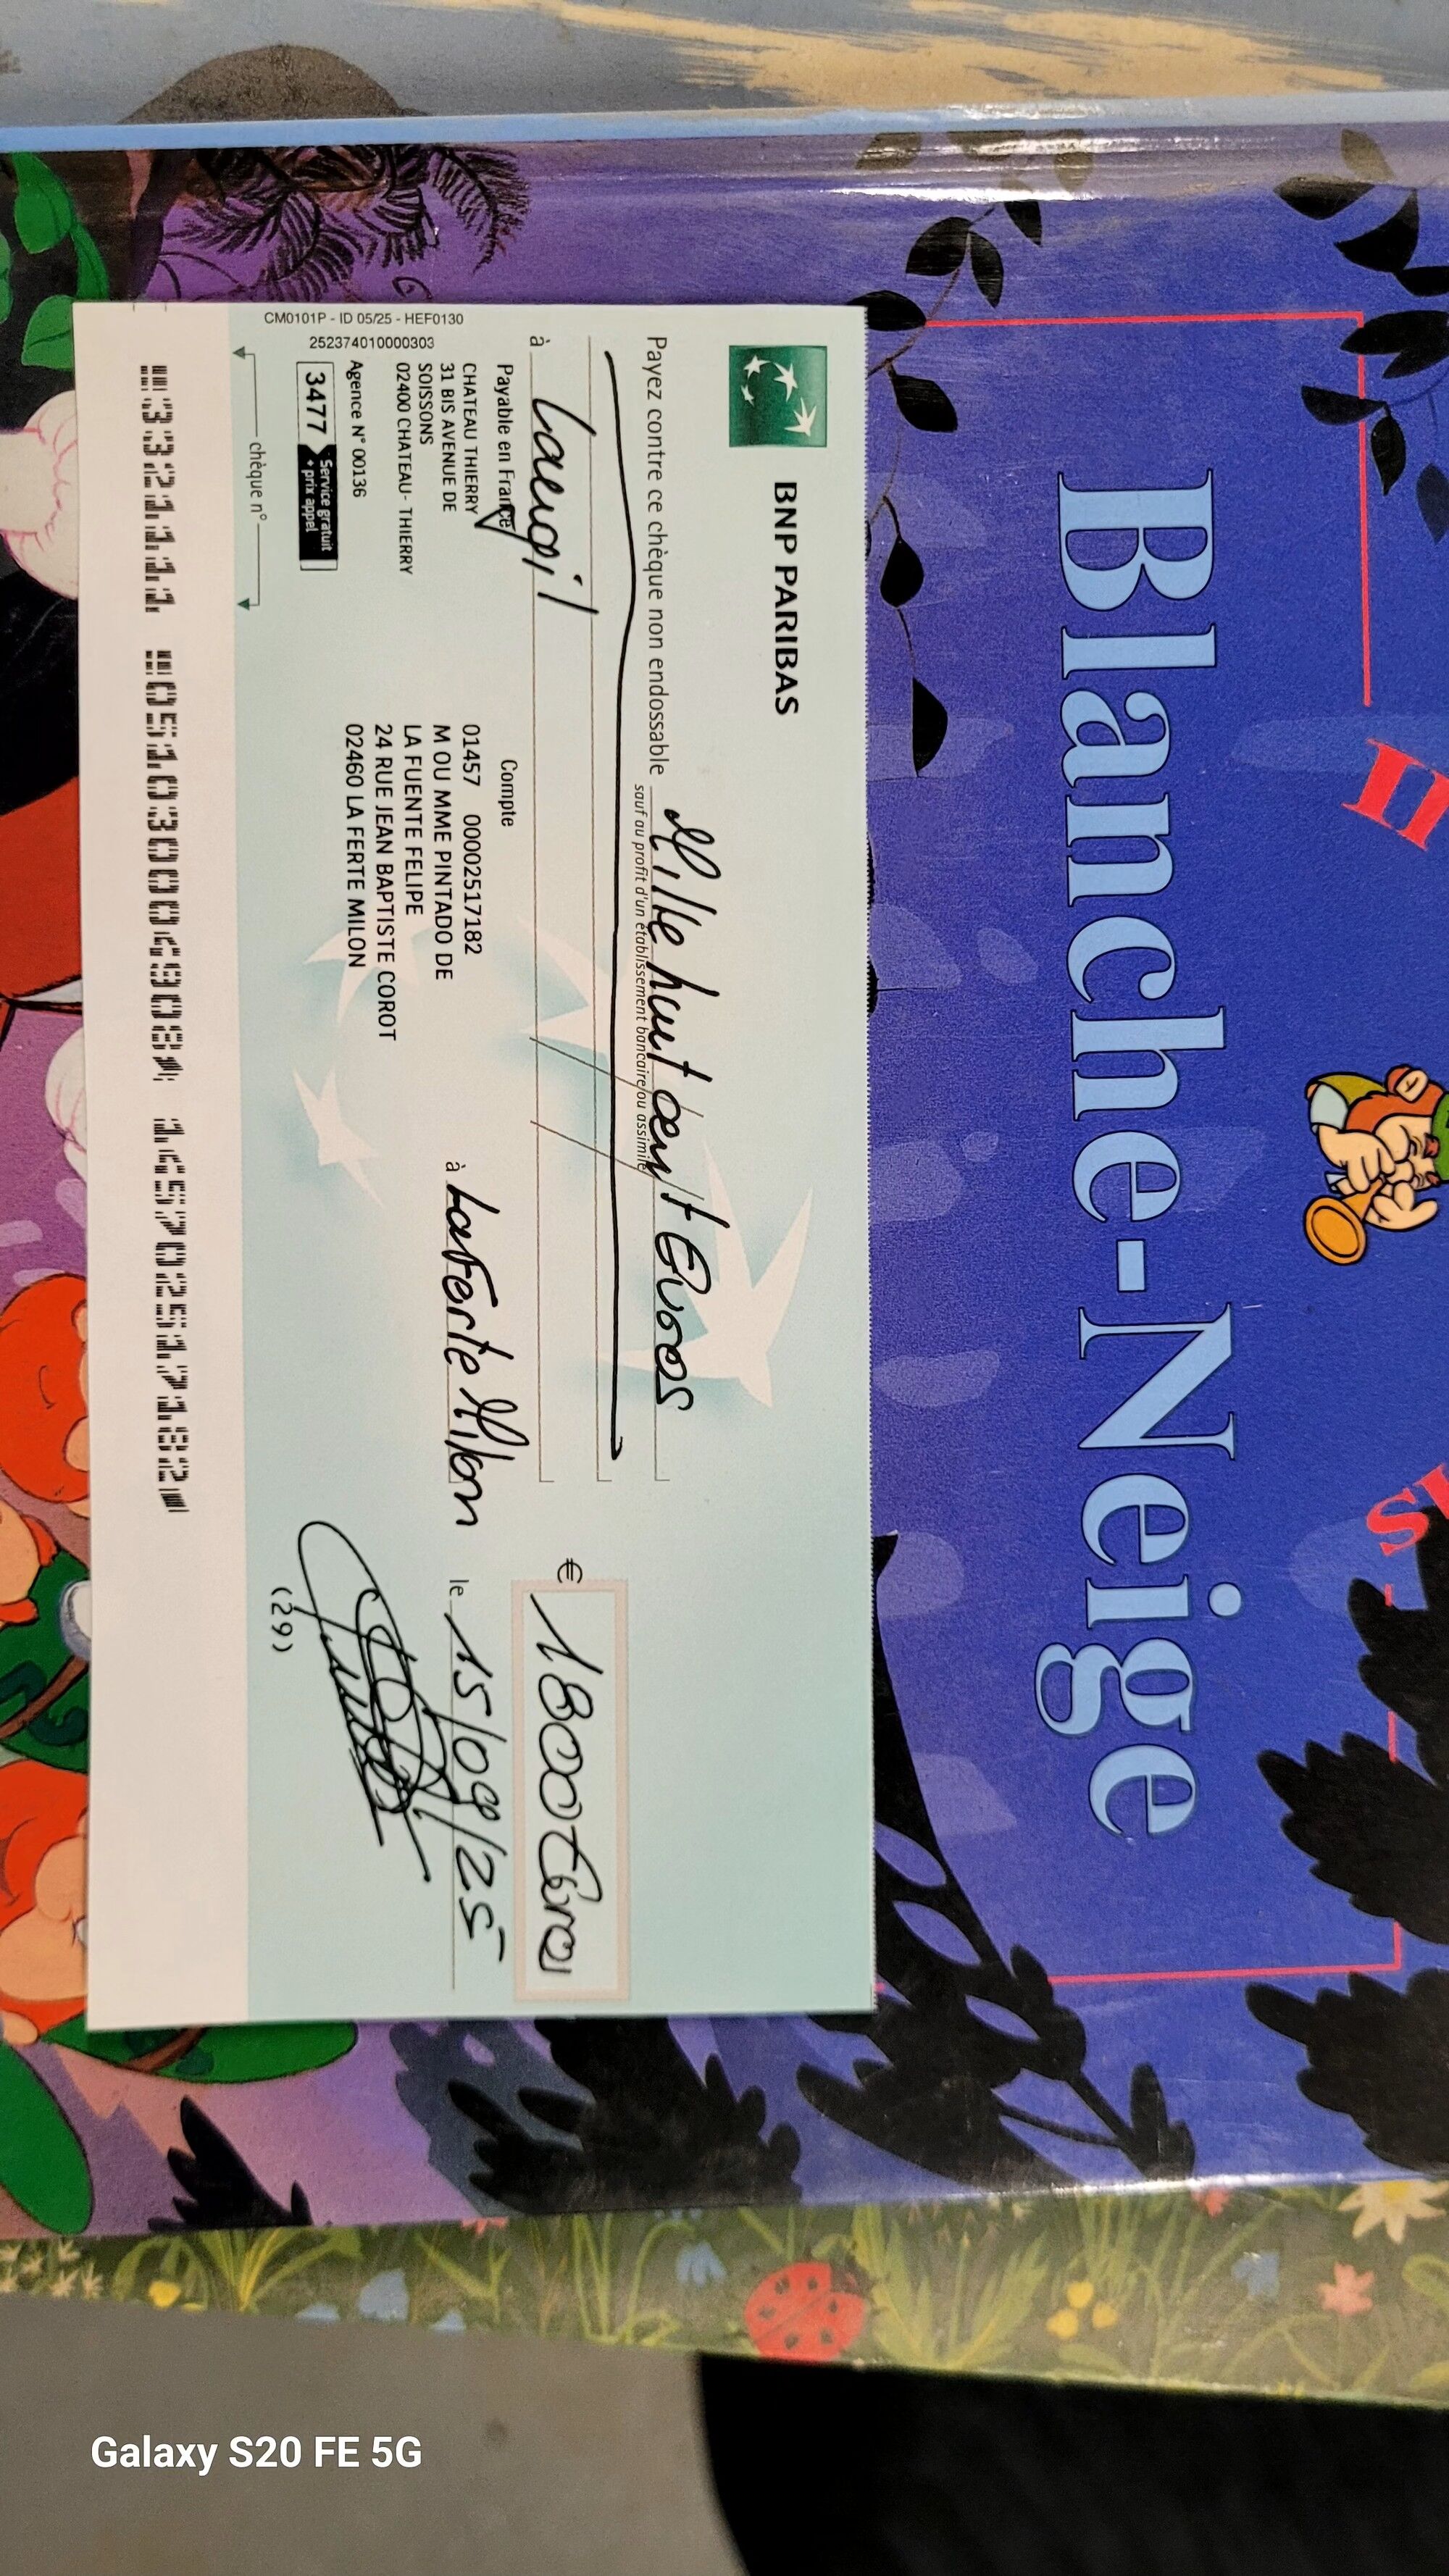 BNP PARIBAS
Payez contre ce chèque non endossable Mille huit cent Euros
sauf au profit d'un établissement bancaire ou assimilé
à
€ 1800 Euros
Payable en France
CHATEAU THIERRY
31 BIS AVENUE DE
SOISSONS
02400 CHATEAU- THIERRY
Agence N° 00136
3477 Service gratuit
+ prix appel
Compte
01457 00002517182
M OU MME PINTADO DE
LA FUENTE FELIPE
24 RUE JEAN BAPTISTE COROT
02460 LA FERTE MILON
à La Ferte Milon
le 15/09/25
(29)
CM0101P - ID 05/25 - HEF0130
252374010000303
chèque n°
Blanche-Neige
Galaxy S20 FE 5G